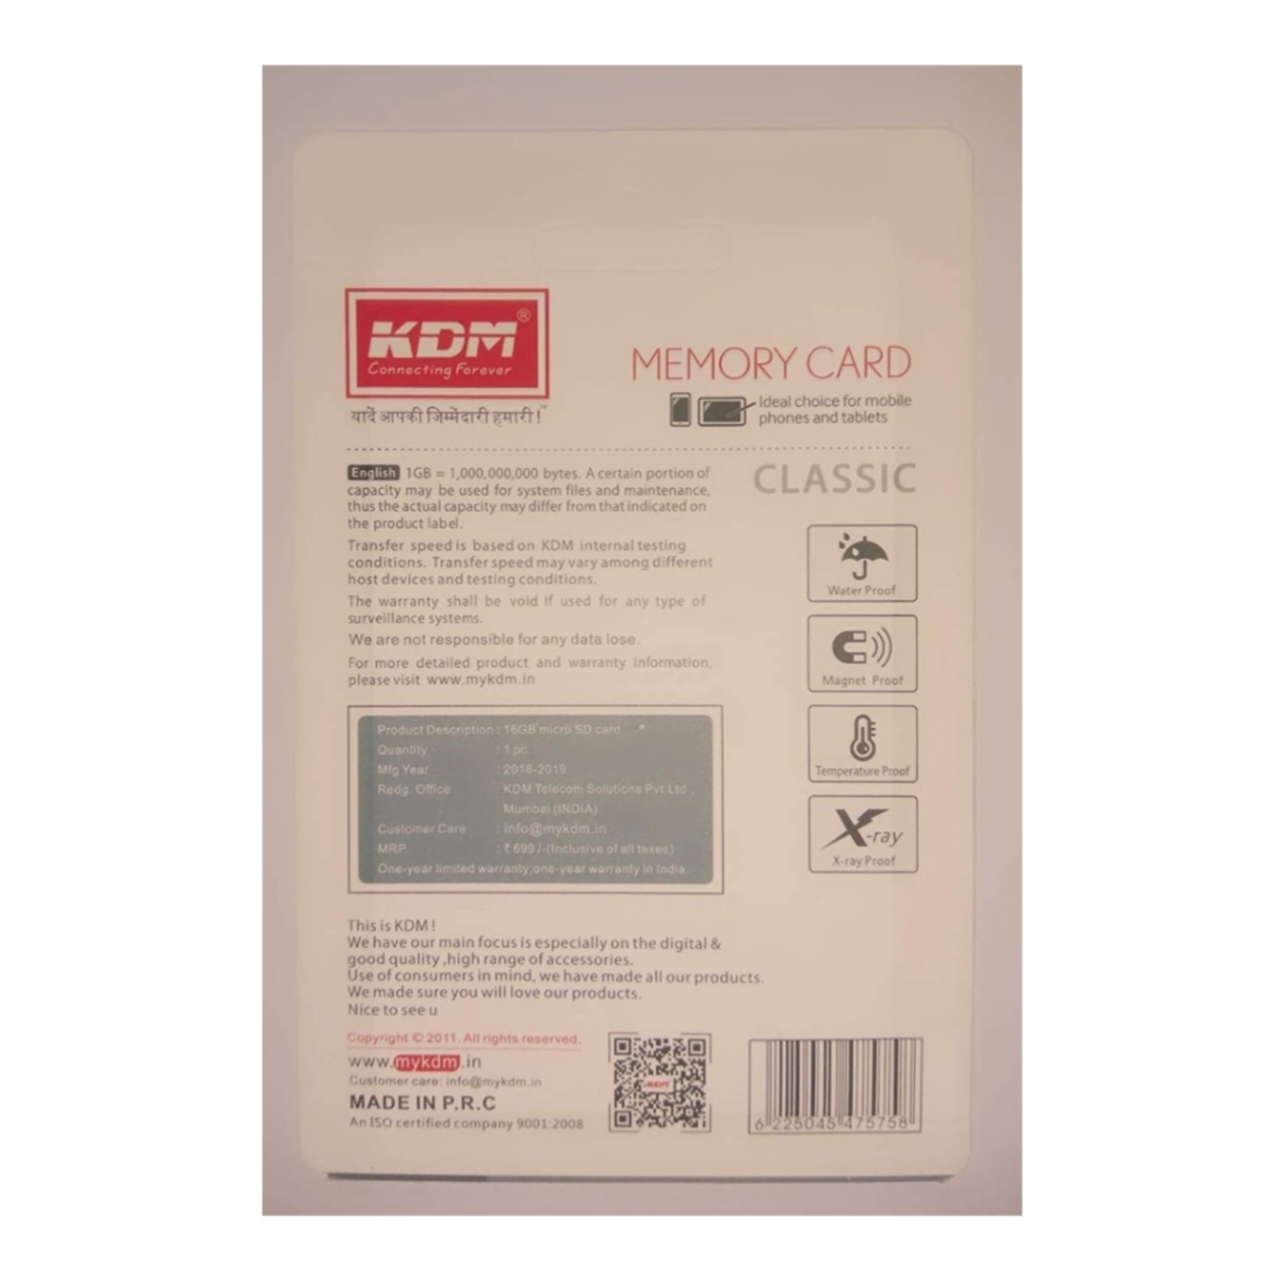 KDM®
Connecting Forever
यादें आपकी जिम्मेंदारी हमारी !™
MEMORY CARD
Ideal choice for mobile
phones and tablets
English 1GB = 1,000,000,000 bytes. A certain portion of
capacity may be used for system files and maintenance,
thus the actual capacity may differ from that indicated on
the product label.
Transfer speed is based on KDM internal testing
conditions. Transfer speed may vary among different
host devices and testing conditions.
The warranty shall be void if used for any type of
surveillance systems.
We are not responsible for any data lose.
For more detailed product and warranty information,
please visit www.mykdm.in
CLASSIC
Water Proof
Magnet Proof
Temperature Proof
X-ray
X-ray Proof
Product Description : 16GB micro SD card
Quantity : 1 pc.
Mfg Year : 2018-2019
Redg. Office : KDM Telecom Solutions Pvt.Ltd.,
Mumbai (INDIA)
Customer Care : info@mykdm.in
MRP. : ₹ 699 /-(Inclusive of all taxes)
One-year limited warranty;one-year warranty in India.
This is KDM !
We have our main focus is especially on the digital &
good quality ,high range of accessories.
Use of consumers in mind, we have made all our products.
We made sure you will love our products.
Nice to see u
Copyright © 2011. All rights reserved.
www.mykdm.in
Customer care: info@mykdm.in
MADE IN P.R.C
An ISO certified company 9001:2008
6 225045 475758